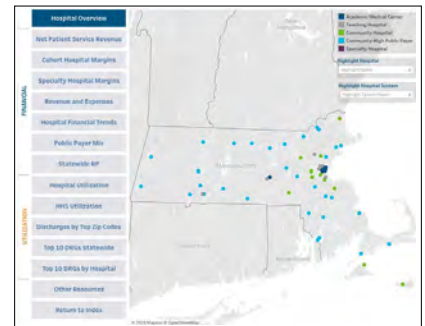 Hospital Overview
FINANCIAL
Net Patient Service Revenue
Cohort Hospital Margins
Specialty Hospital Margins
Revenue and Expenses
Hospital Financial Trends
Public Payer Mix
Statewide RP
UTILIZATION
Hospital Utilization
HHS Utilization
Discharges by Top Zip Codes
Top 10 DRGs Statewide
Top 10 DRGs by Hospital
Other Resources
Return to Index
Academic Medical Center
Teaching Hospital
Community Hospital
Community-High Public Payer
Specialty Hospital
Highlight Hospital
Highlight Hospital System